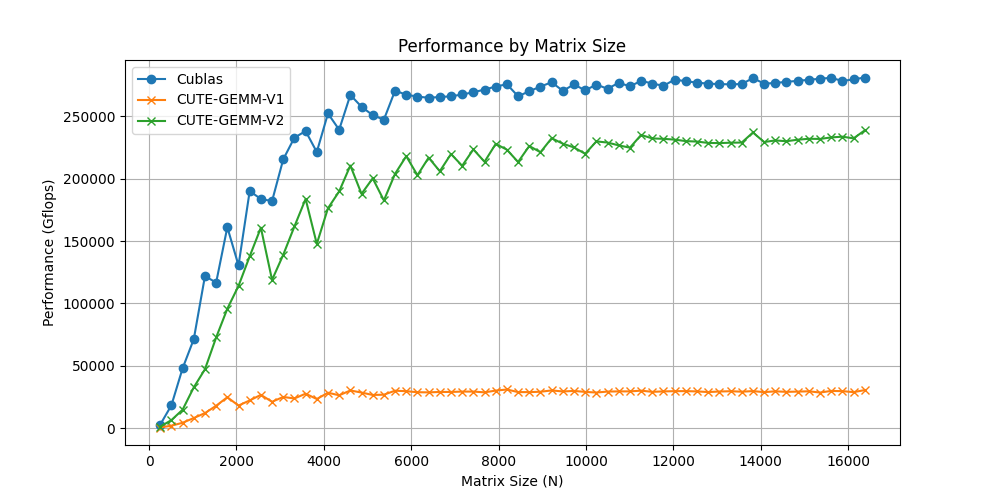 Performance by Matrix Size
Cublas
CUTE-GEMM-V1
CUTE-GEMM-V2
Performance (Gflops)
250000
200000
150000
100000
50000
0
0 2000 4000 6000 8000 10000 12000 14000 16000
Matrix Size (N)